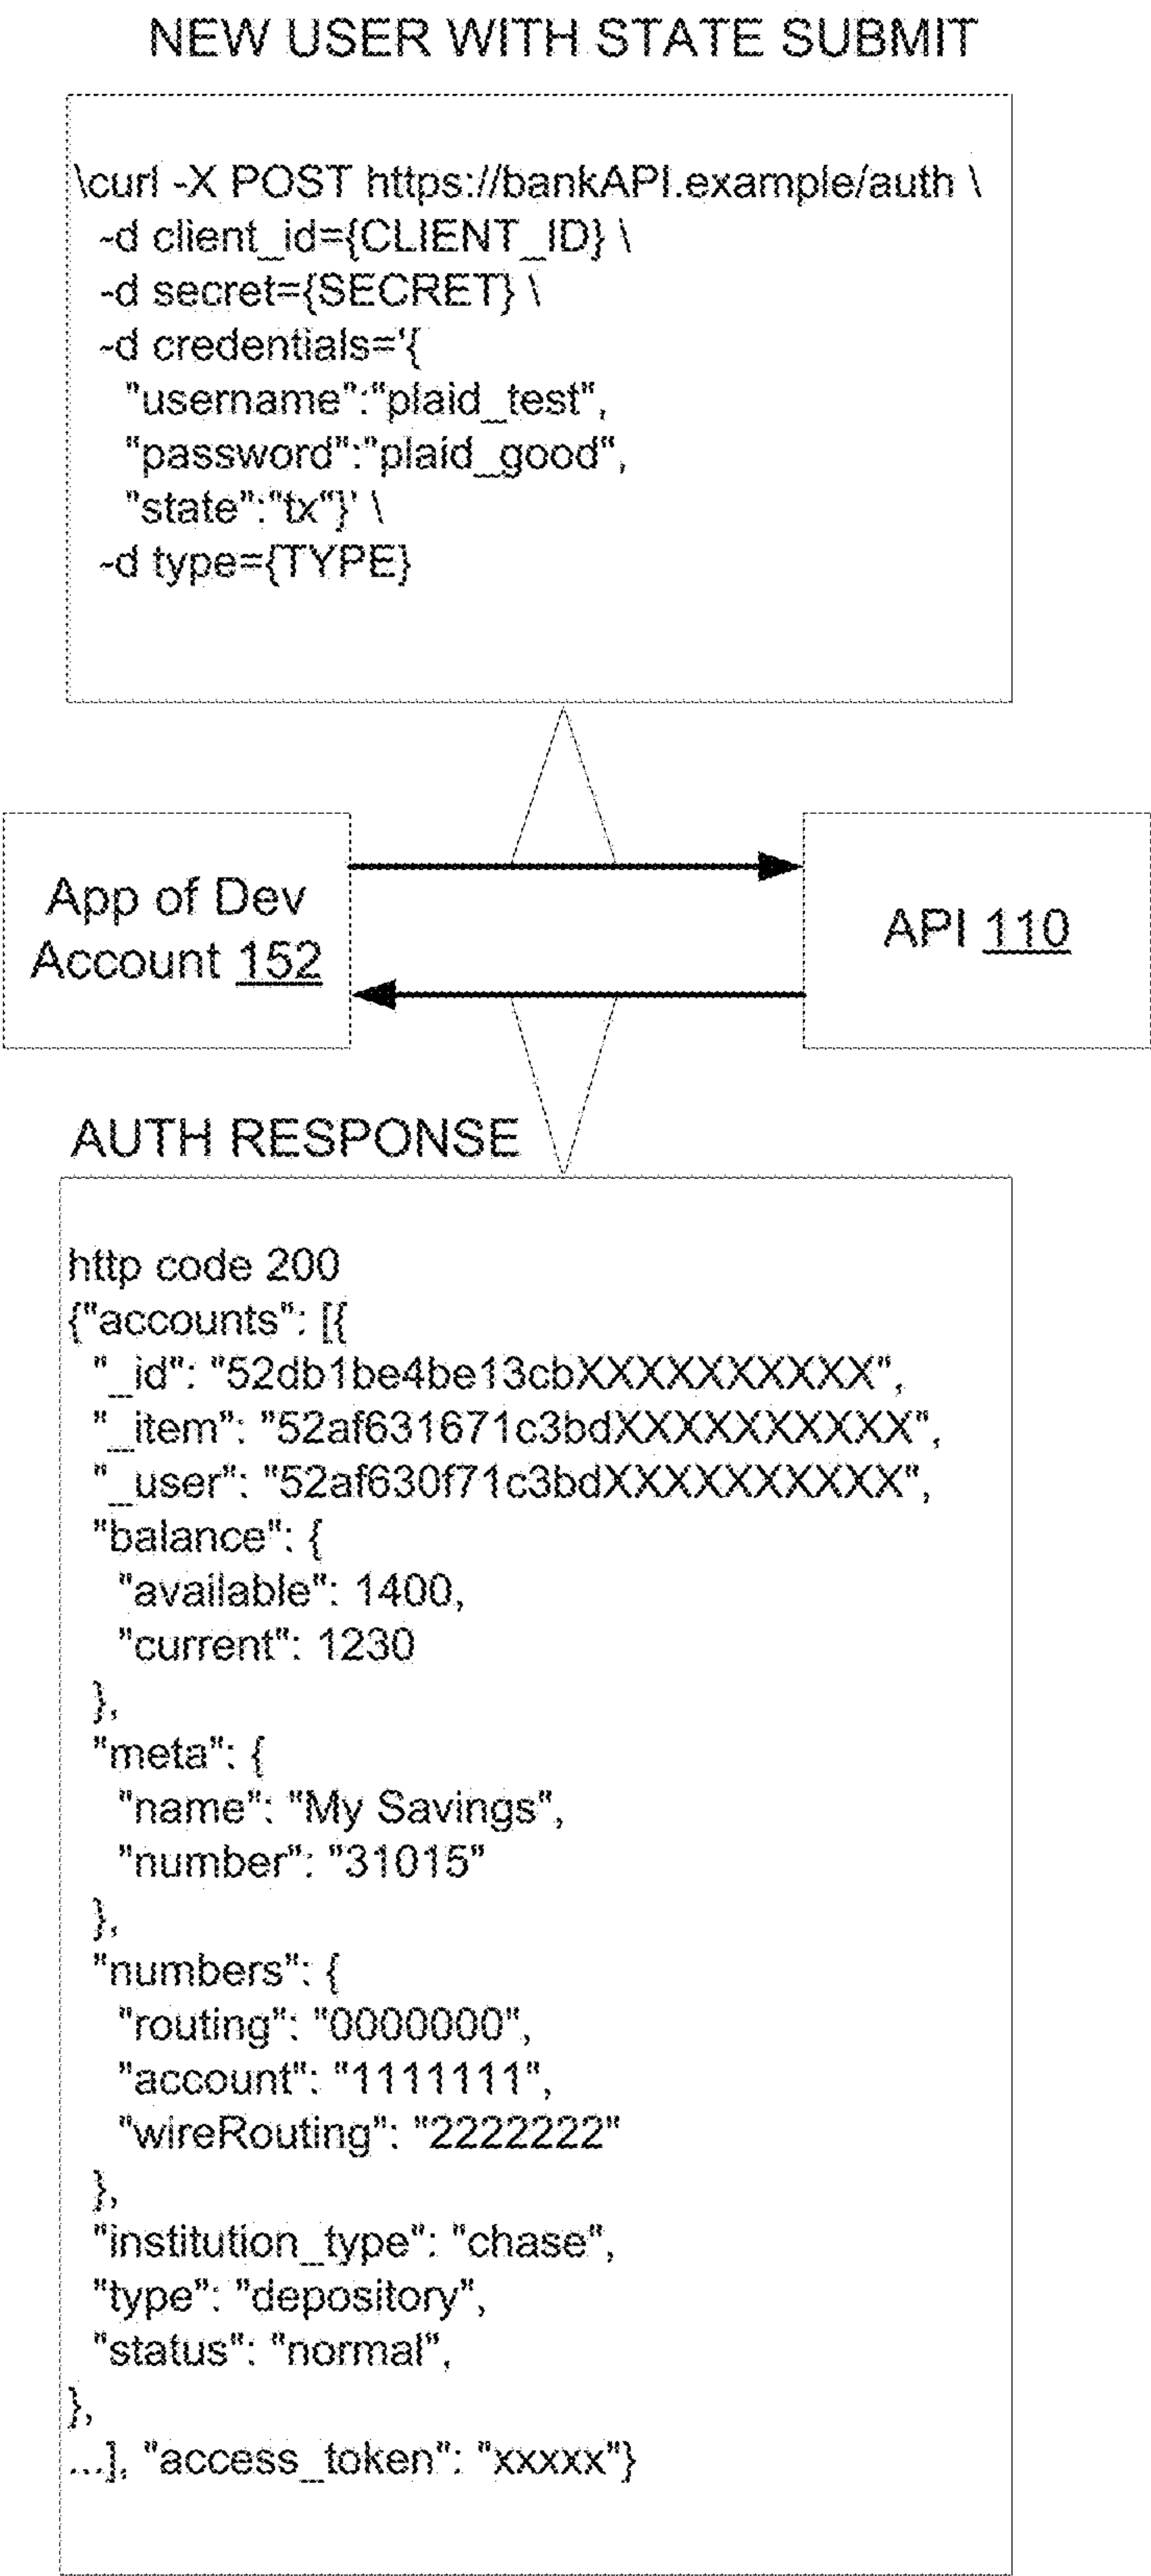 NEW USER WITH STATE SUBMIT
\curl -X POST https://bankAPI.example/auth \
-d client_id={CLIENT_ID} \
-d secret={SECRET} \
-d credentials='{
"username":"plaid_test",
"password":"plaid_good",
"state":"tx"}' \
-d type={TYPE}
App of Dev
Account 152
API 110
AUTH RESPONSE
http code 200
{"accounts": [{
"_id": "52db1be4be13cbXXXXXXXXXX",
"_item": "52af631671c3bdXXXXXXXXXX",
"_user": "52af630f71c3bdXXXXXXXXXX",
"balance": {
"available": 1400,
"current": 1230
},
"meta": {
"name": "My Savings",
"number": "31015"
},
"numbers": {
"routing": "0000000",
"account": "1111111",
"wireRouting": "2222222"
},
"institution_type": "chase",
"type": "depository",
"status": "normal",
},
...], "access_token": "xxxxx"}